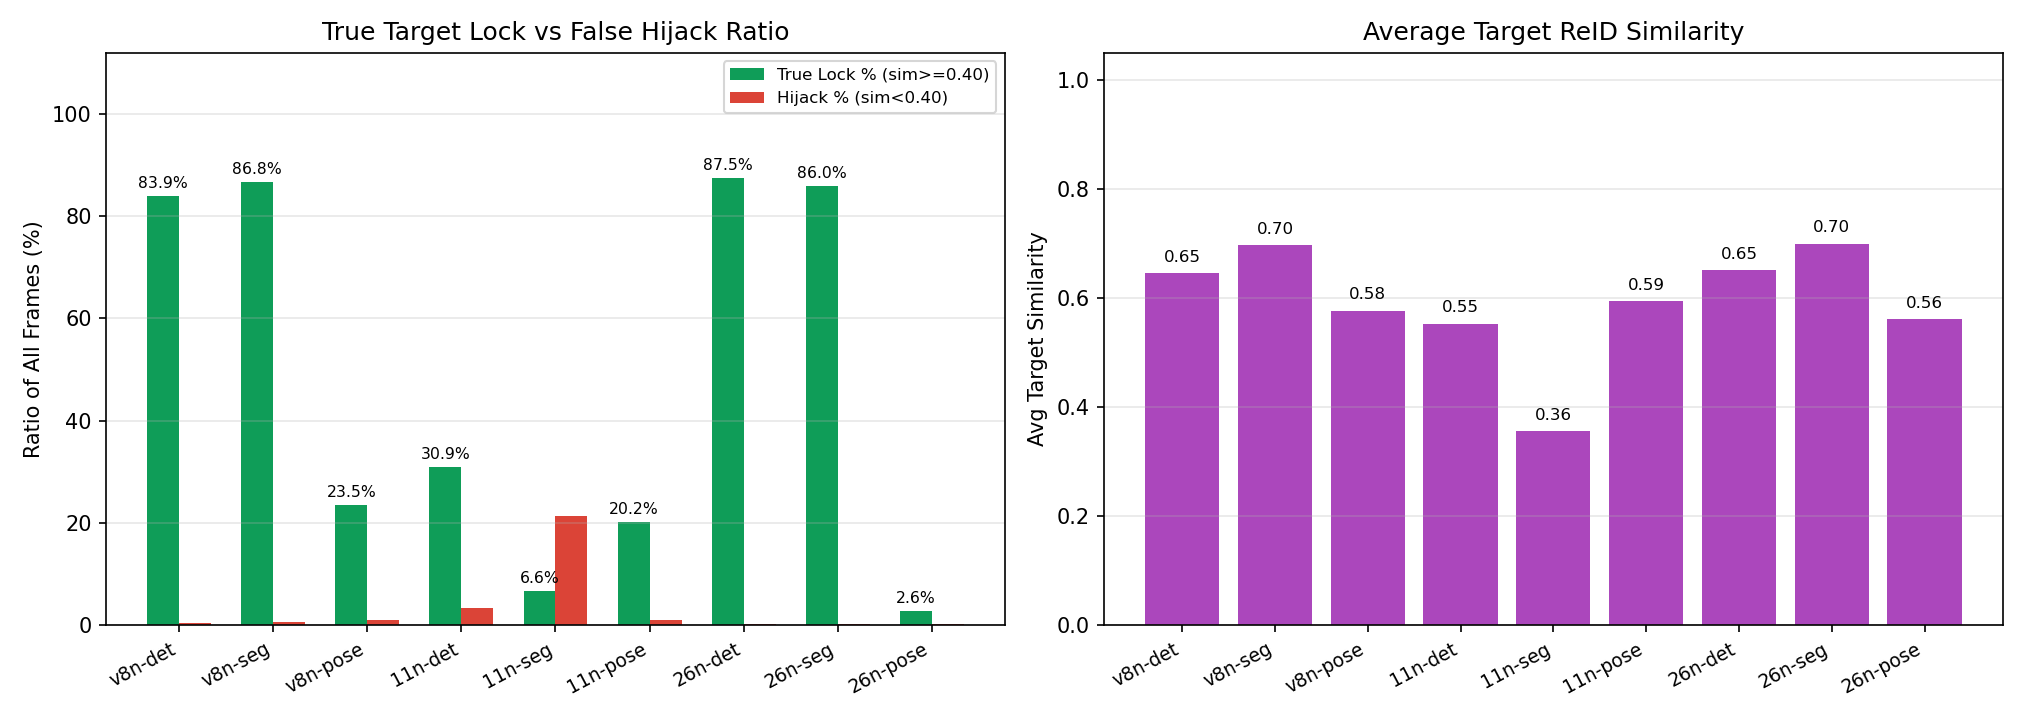 True Target Lock vs False Hijack Ratio
True Lock % (sim>=0.40)
Hijack % (sim<0.40)
Ratio of All Frames (%)
100
80
60
40
20
0
83.9%
86.8%
23.5%
30.9%
6.6%
20.2%
87.5%
86.0%
2.6%
v8n-det
v8n-seg
v8n-pose
11n-det
11n-seg
11n-pose
26n-det
26n-seg
26n-pose
Average Target ReID Similarity
Avg Target Similarity
1.0
0.8
0.6
0.4
0.2
0.0
0.65
0.70
0.58
0.55
0.36
0.59
0.65
0.70
0.56
v8n-det
v8n-seg
v8n-pose
11n-det
11n-seg
11n-pose
26n-det
26n-seg
26n-pose